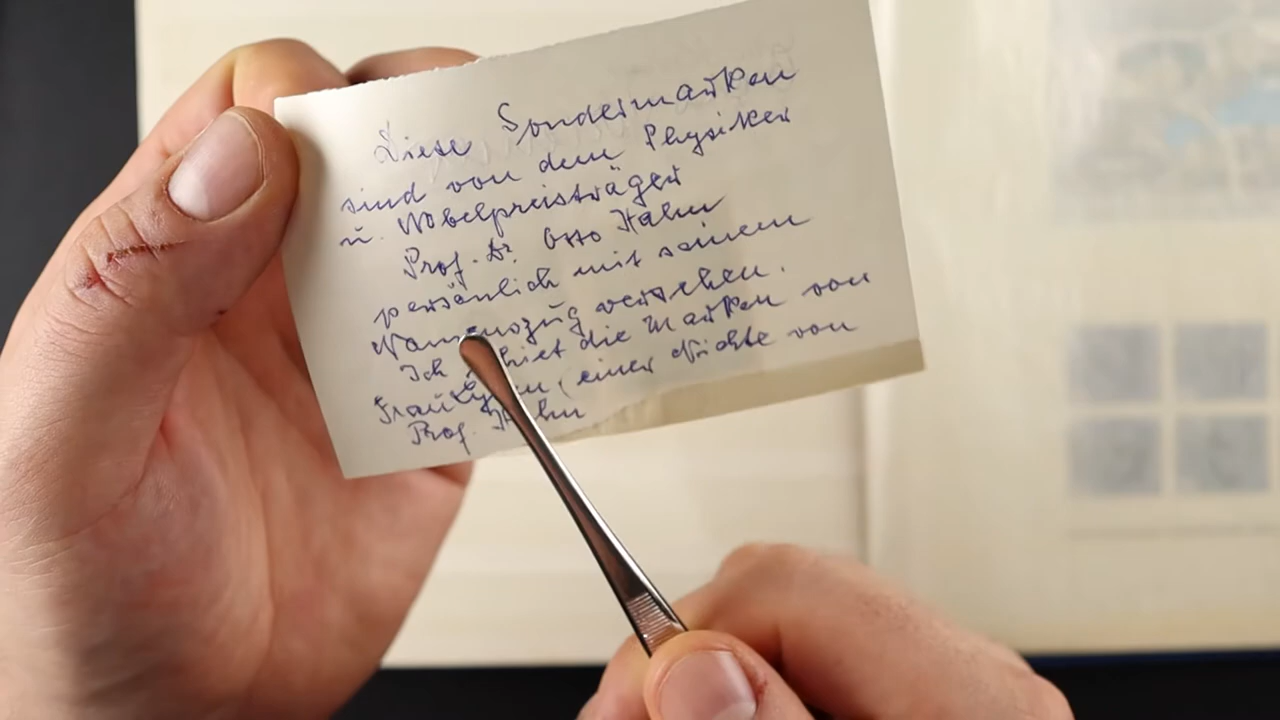 Diese Sondermarken
sind von dem Physiker
u. Nobelpreisträger
Prof. Dr. Otto Hahn
persönlich mit seinem
Namenszug versehen.
Ich erhielt die Marken von
Frau (einer Nichte von
Prof. Hahn